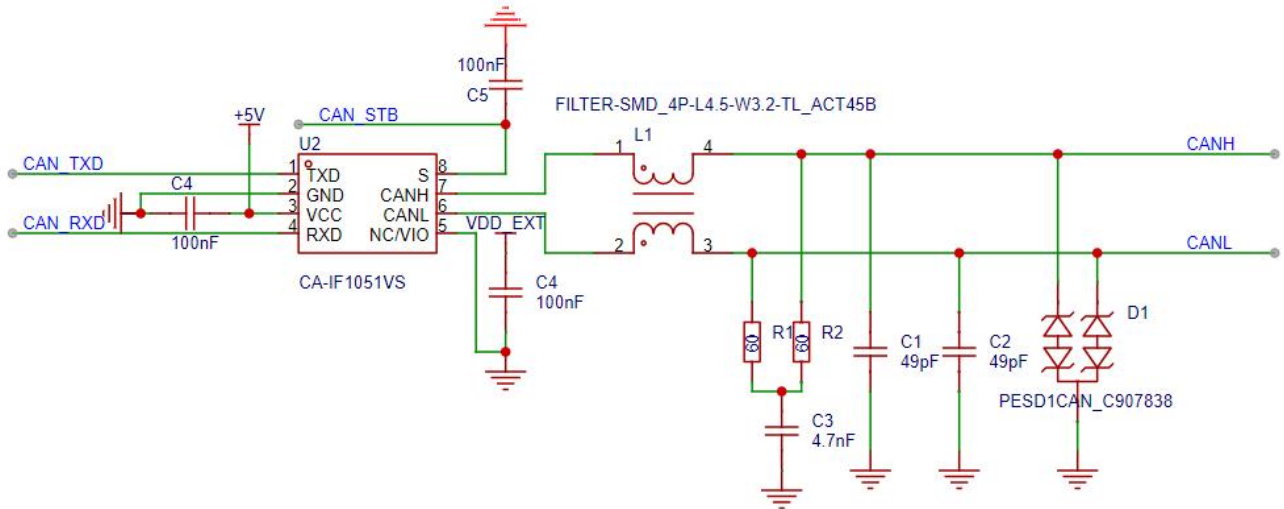 100nF
C5
FILTER-SMD_4P-L4.5-W3.2-TL_ACT45B
+5V
CAN_STB
L1
U2
1
4
CANH
CAN_TXD
1
TXD
S
8
C4
2
GND
CANH
7
3
VCC
CANL
6
CAN_RXD
4
RXD
NC/VIO
5
VDD_EXT
100nF
2
3
CANL
CA-IF1051VS
C4
100nF
60
R1
60
R2
C1
49pF
C2
49pF
D1
PESD1CAN_C907838
C3
4.7nF